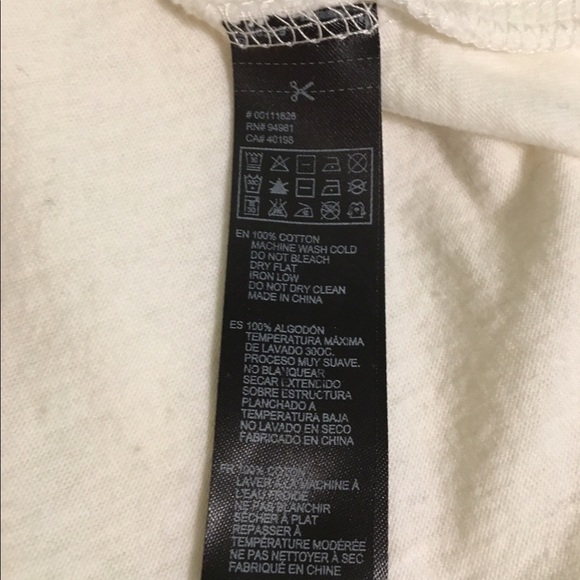 # 00111626
RN# 94981
CA# 40195
EN 100% COTTON
MACHINE WASH COLD
DO NOT BLEACH
DRY FLAT
IRON LOW
DO NOT DRY CLEAN
MADE IN CHINA
ES 100% ALGODÓN
TEMPERATURA MÁXIMA
DE LAVADO 30OC.
PROCESO MUY SUAVE.
NO BLANQUEAR
SECAR EXTENDIDO
SOBRE ESTRUCTURA
PLANCHADO À
TEMPERATURA BAJA
NO LAVADO EN SECO
FABRICADO EN CHINA
FR 100% COTON
LAVER À LA MACHINE À
L'EAU FROIDE
NE PAS BLANCHIR
SÉCHER À PLAT
REPASSER À
TEMPÉRATURE MODÉRÉE
NE PAS NETTOYER À SEC
FABRIQUÉ EN CHINE